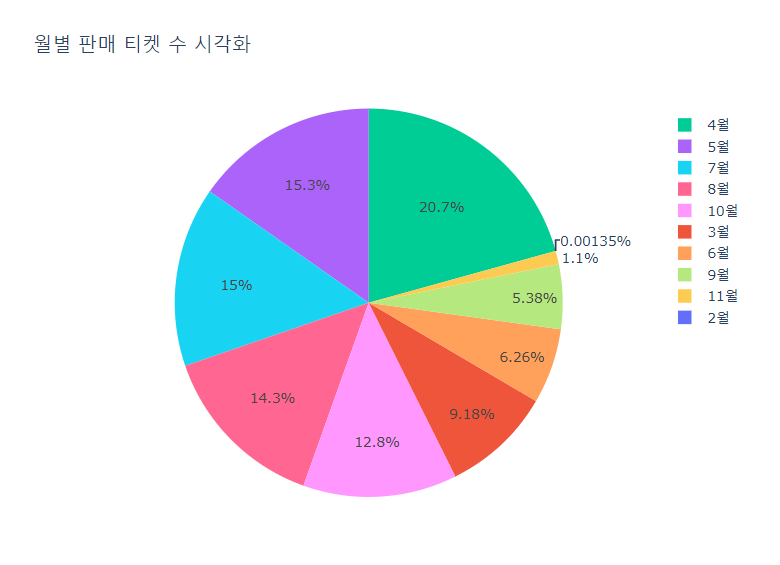 월별 판매 티켓 수 시각화
20.7%
0.00135%
1.1%
5.38%
6.26%
9.18%
12.8%
14.3%
15%
15.3%
4월
5월
7월
8월
10월
3월
6월
9월
11월
2월